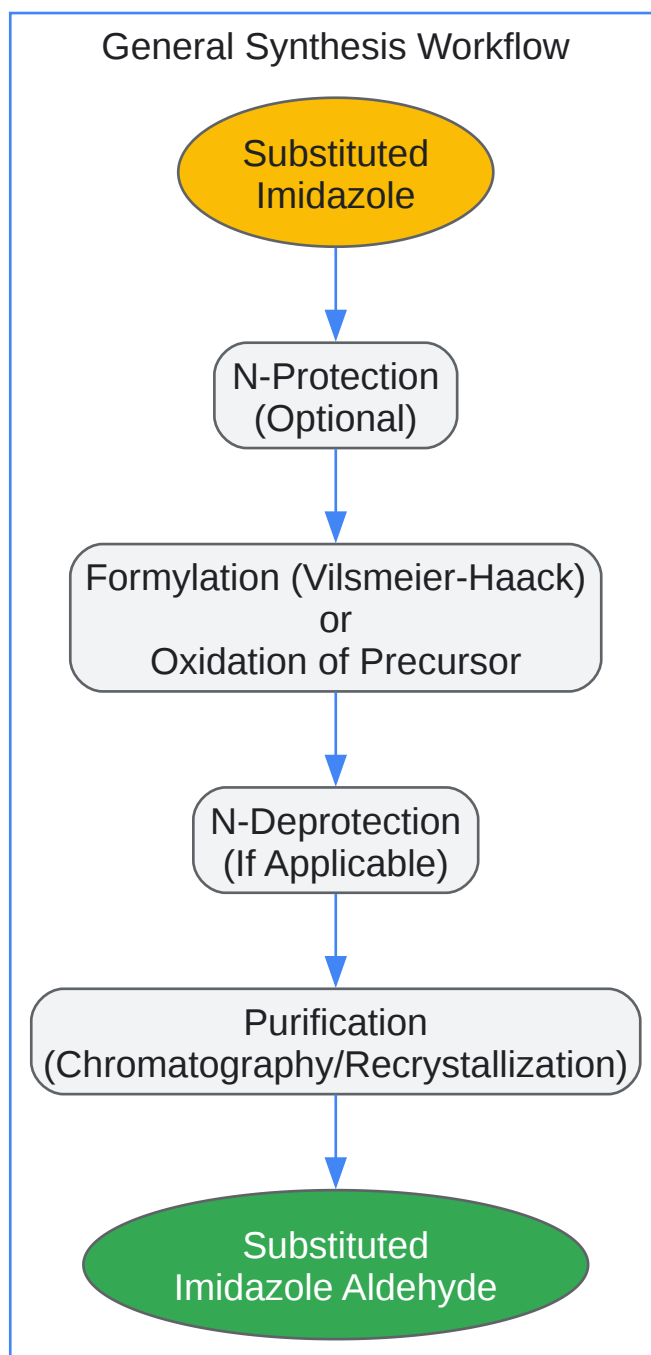 General Synthesis Workflow
Substituted
Imidazole
N-Protection
(Optional)
Formylation (Vilsmeier-Haack)
or
Oxidation of Precursor
N-Deprotection
(If Applicable)
Purification
(Chromatography/Recrystallization)
Substituted
Imidazole Aldehyde